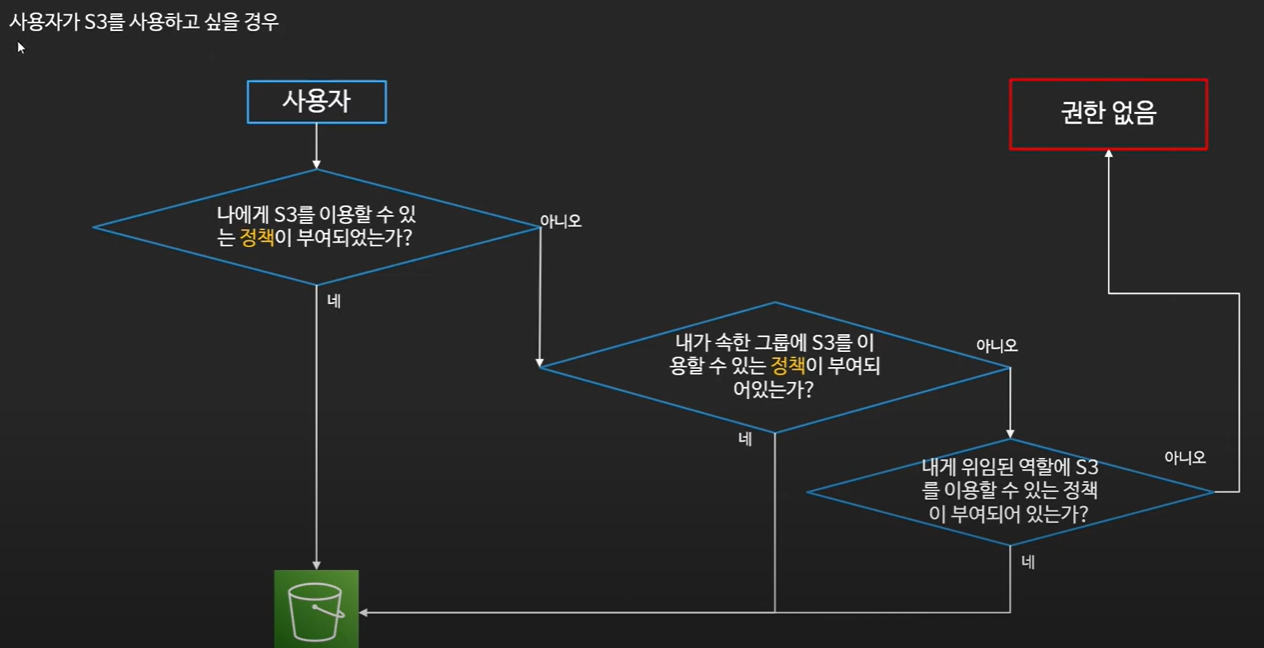 사용자가 S3를 사용하고 싶을 경우
사용자
권한 없음
나에게 S3를 이용할 수 있
는 정책이 부여되었는가?
아니오
네
내가 속한 그룹에 S3를 이
용할 수 있는 정책이 부여되
어있는가?
아니오
네
내게 위임된 역할에 S3
를 이용할 수 있는 정책
이 부여되어 있는가?
아니오
네